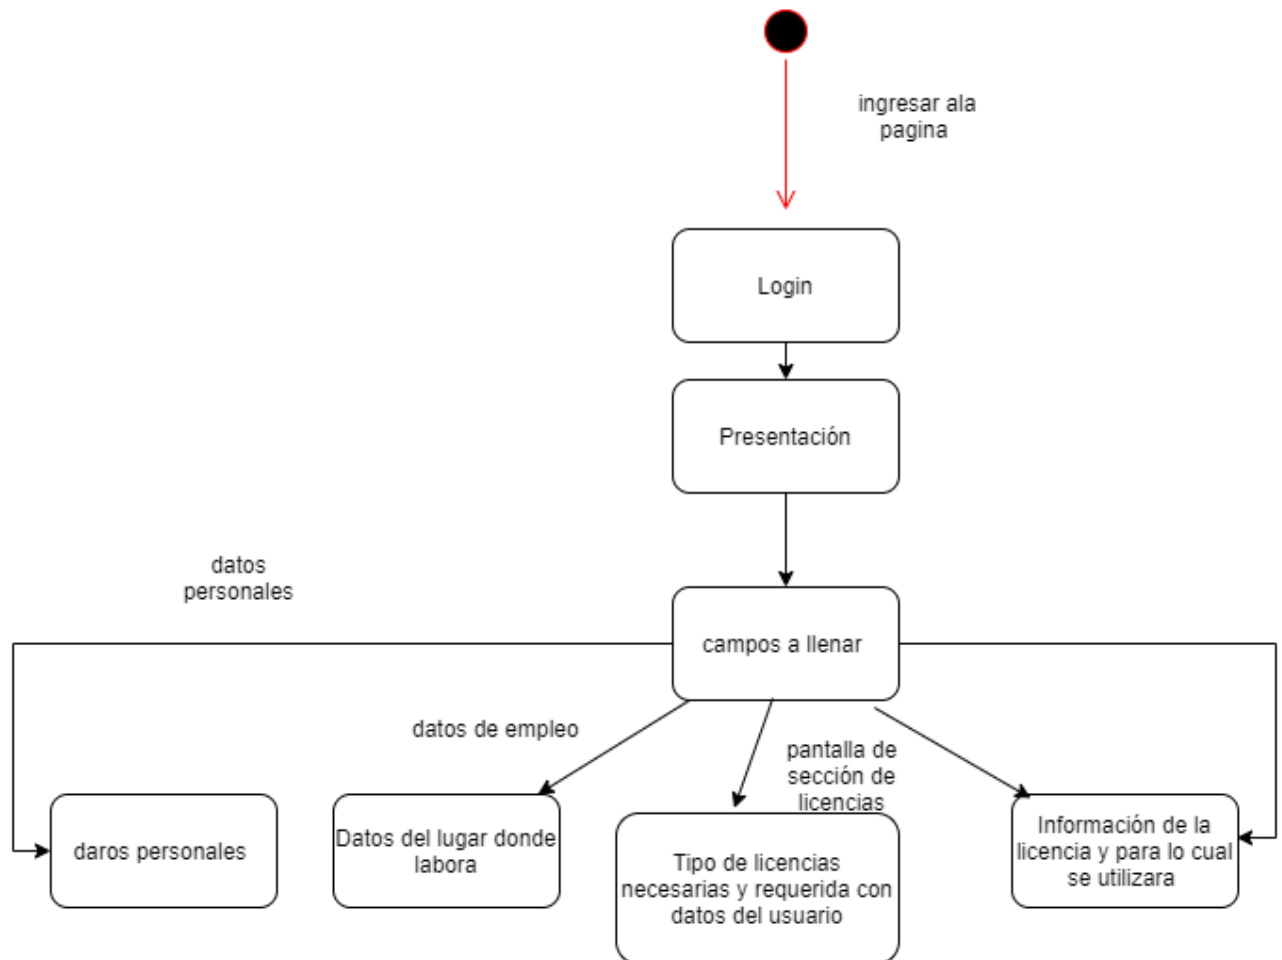 ingresar ala
pagina
Login
Presentación
datos
personales
campos a llenar
datos de empleo
pantalla de
sección de
licencias
daros personales
Datos del lugar donde
labora
Tipo de licencias
necesarias y requerida con
datos del usuario
Información de la
licencia y para lo cual
se utilizara